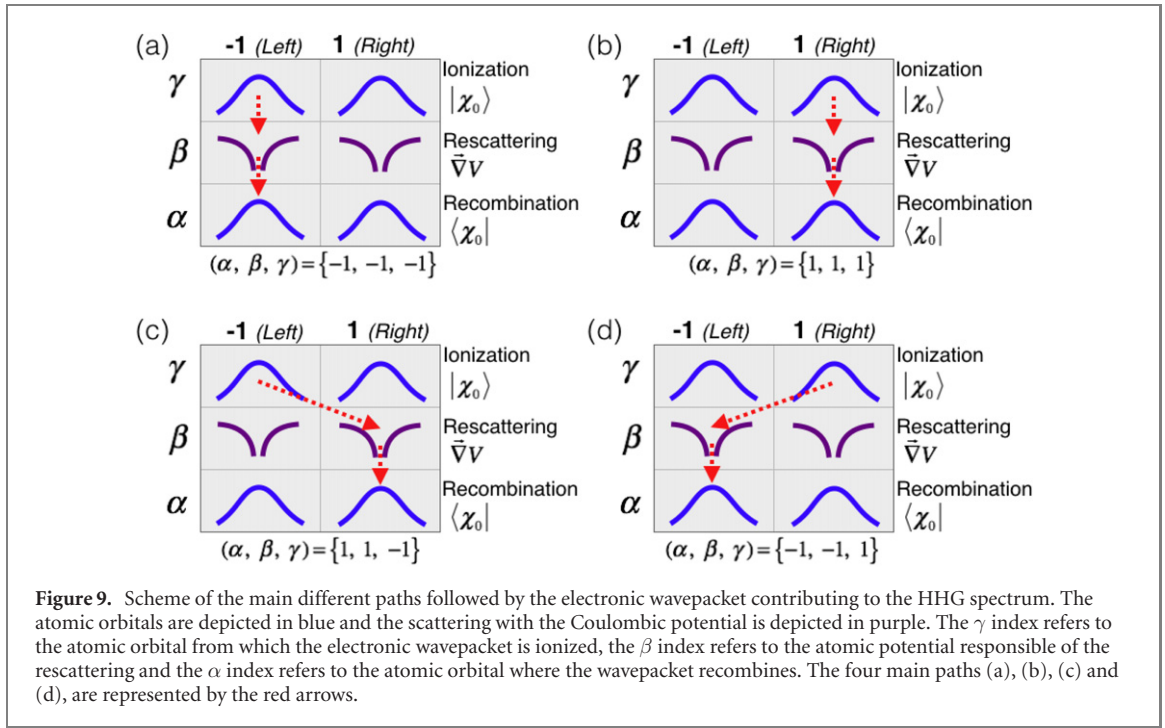 (a) -1 (Left) 1 (Right)
γ Ionization
|χ₀⟩
β Rescattering
∇⃗V
α Recombination
⟨χ₀|
(α, β, γ)={-1, -1, -1}
(b) -1 (Left) 1 (Right)
γ Ionization
|χ₀⟩
β Rescattering
∇⃗V
α Recombination
⟨χ₀|
(α, β, γ)={1, 1, 1}
(c) -1 (Left) 1 (Right)
γ Ionization
|χ₀⟩
β Rescattering
∇⃗V
α Recombination
⟨χ₀|
(α, β, γ)={1, 1, -1}
(d) -1 (Left) 1 (Right)
γ Ionization
|χ₀⟩
β Rescattering
∇⃗V
α Recombination
⟨χ₀|
(α, β, γ)={-1, -1, 1}
Figure 9. Scheme of the main different paths followed by the electronic wavepacket contributing to the HHG spectrum. The
atomic orbitals are depicted in blue and the scattering with the Coulombic potential is depicted in purple. The γ index refers to
the atomic orbital from which the electronic wavepacket is ionized, the β index refers to the atomic potential responsible of the
rescattering and the α index refers to the atomic orbital where the wavepacket recombines. The four main paths (a), (b), (c) and
(d), are represented by the red arrows.